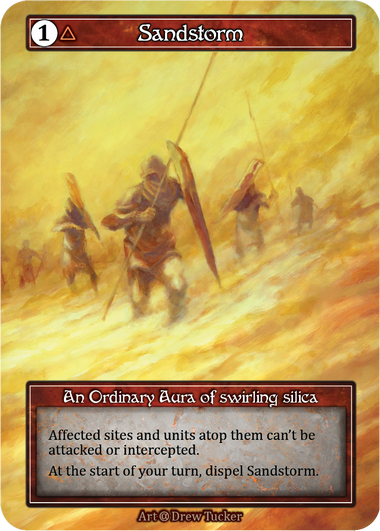 1 Sandstorm
An Ordinary Aura of swirling silica
Affected sites and units atop them can't be
attacked or intercepted.
At the start of your turn, dispel Sandstorm.
Art @ Drew Tucker